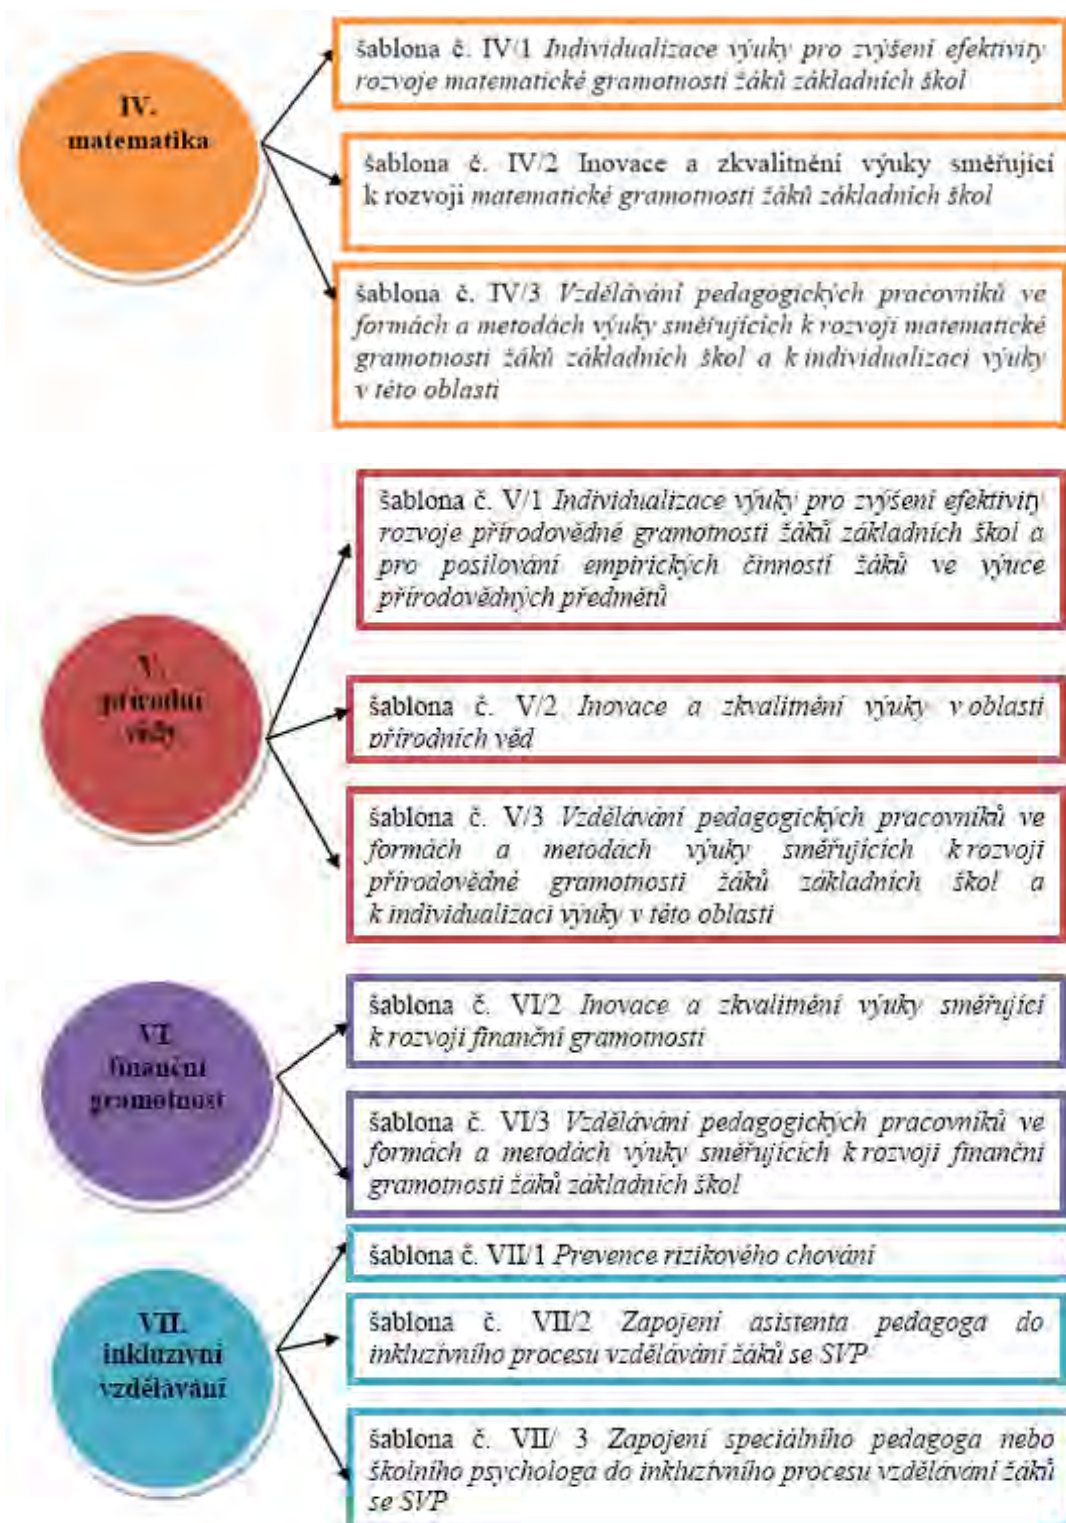 IV.
matematika
šablona č. IV/1 Individualizace výuky pro zvýšení efektivity
rozvoje matematické gramotnosti žáků základních škol
šablona č. IV/2 Inovace a zkvalitnění výuky směřující
k rozvoji matematické gramotnosti žáků základních škol
šablona č. IV/3 Vzdělávání pedagogických pracovníků ve
formách a metodách výuky směřujících k rozvoji matematické
gramotnosti žáků základních škol a k individualizaci výuky
v této oblasti
V.
přírodní
vědy
šablona č. V/1 Individualizace výuky pro zvýšení efektivity
rozvoje přírodovědné gramotnosti žáků základních škol a
pro posilování empirických činností žáků ve výuce
přírodovědných předmětů
šablona č. V/2 Inovace a zkvalitnění výuky v oblasti
přírodních věd
šablona č. V/3 Vzdělávání pedagogických pracovníků ve
formách a metodách výuky směřujících k rozvoji
přírodovědné gramotnosti žáků základních škol a
k individualizaci výuky v této oblasti
VI.
finanční
gramotnost
šablona č. VI/2 Inovace a zkvalitnění výuky směřující
k rozvoji finanční gramotnosti
šablona č. VI/3 Vzdělávání pedagogických pracovníků ve
formách a metodách výuky směřujících k rozvoji finanční
gramotnosti žáků základních škol
VII.
inkluzívní
vzdělávání
šablona č. VII/1 Prevence rizikového chování
šablona č. VII/2 Zapojení asistenta pedagoga do
inkluzívního procesu vzdělávání žáků se SVP
šablona č. VII/ 3 Zapojení speciálního pedagoga nebo
školního psychologa do inkluzívního procesu vzdělávání žáků
se SVP